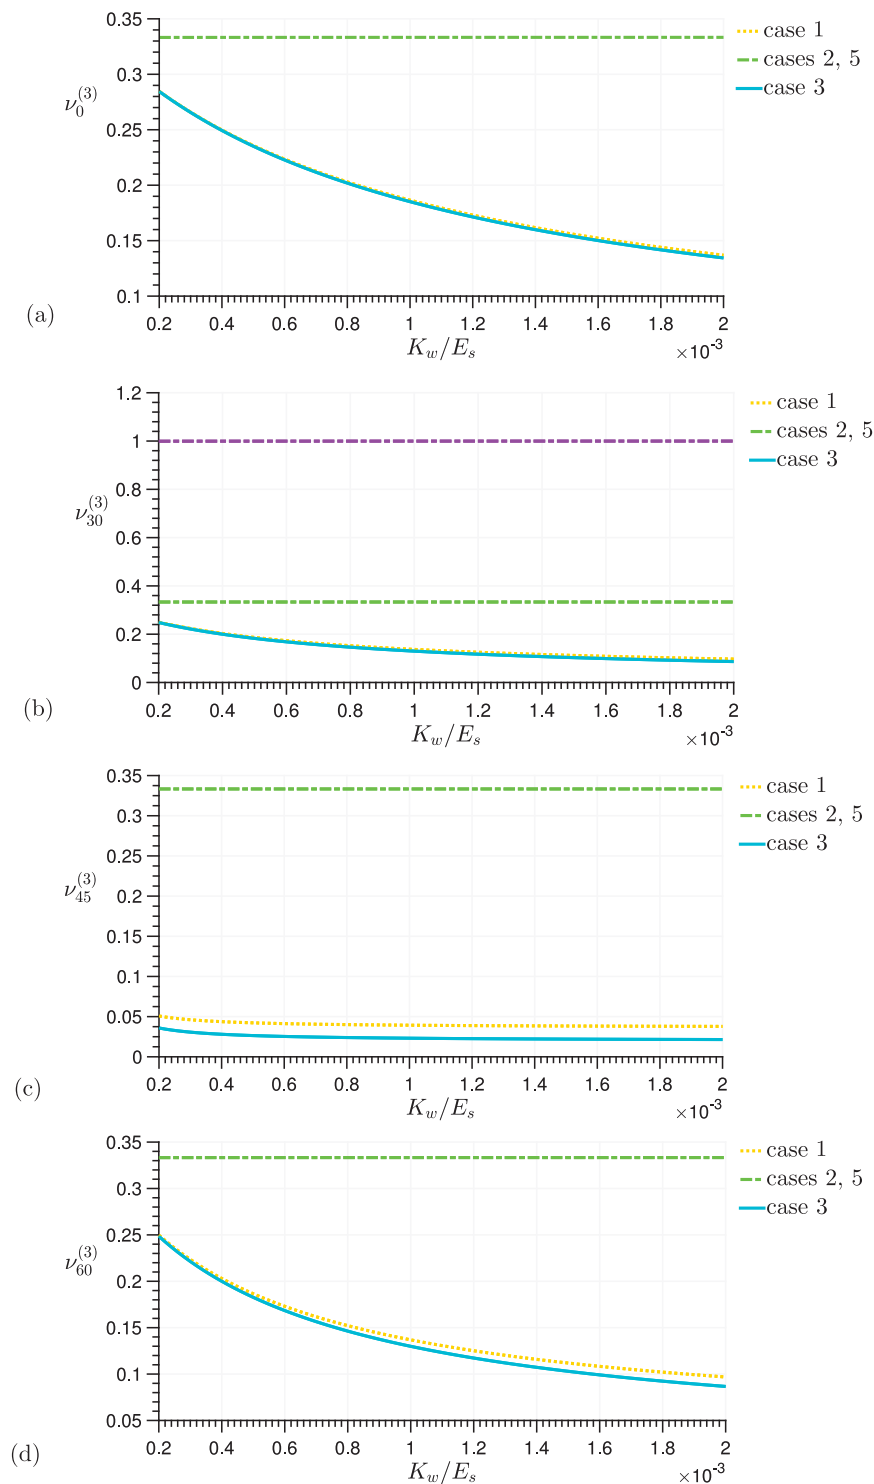 0.35
0.3
0.25
0.2
0.15
0.1
ν₀⁽³⁾
case 1
cases 2, 5
case 3
0.2 0.4 0.6 0.8 1 1.2 1.4 1.6 1.8 2
K_w/E_s
×10⁻³
(a)
1.2
1
0.8
0.6
0.4
0.2
0
ν₃₀⁽³⁾
case 1
cases 2, 5
case 3
0.2 0.4 0.6 0.8 1 1.2 1.4 1.6 1.8 2
K_w/E_s
×10⁻³
(b)
0.35
0.3
0.25
0.2
0.15
0.1
0.05
0
ν₄₅⁽³⁾
case 1
cases 2, 5
case 3
0.2 0.4 0.6 0.8 1 1.2 1.4 1.6 1.8 2
K_w/E_s
×10⁻³
(c)
0.35
0.3
0.25
0.2
0.15
0.1
0.05
ν₆₀⁽³⁾
case 1
cases 2, 5
case 3
0.2 0.4 0.6 0.8 1 1.2 1.4 1.6 1.8 2
K_w/E_s
×10⁻³
(d)